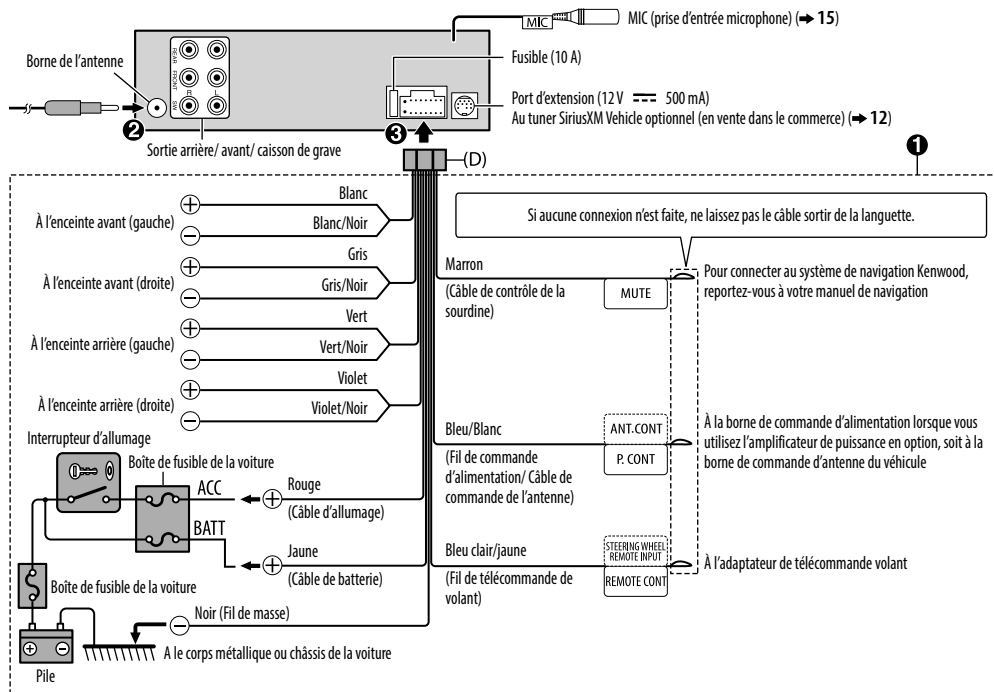 MIC
MIC (prise d'entrée microphone) (➜ 15)
Borne de l'antenne
REAR
FRONT
SW
R
L
Fusible (10 A)
Port d'extension (12 V ⎓ 500 mA)
Au tuner SiriusXM Vehicle optionnel (en vente dans le commerce) (➜ 12)
❷
❸
Sortie arrière/ avant/ caisson de grave
(D)
❶
Si aucune connexion n'est faite, ne laissez pas le câble sortir de la languette.
À l'enceinte avant (gauche)
+
Blanc
−
Blanc/Noir
À l'enceinte avant (droite)
+
Gris
−
Gris/Noir
À l'enceinte arrière (gauche)
+
Vert
−
Vert/Noir
À l'enceinte arrière (droite)
+
Violet
−
Violet/Noir
Marron
(Câble de contrôle de la
sourdine)
MUTE
Pour connecter au système de navigation Kenwood,
reportez-vous à votre manuel de navigation
Bleu/Blanc
(Fil de commande
d'alimentation/ Câble de
commande de l'antenne)
ANT.CONT
P. CONT
À la borne de commande d'alimentation lorsque vous
utilisez l'amplificateur de puissance en option, soit à la
borne de commande d'antenne du véhicule
Interrupteur d'allumage
Boîte de fusible de la voiture
ACC
+
Rouge
(Câble d'allumage)
BATT
+
Jaune
(Câble de batterie)
Bleu clair/jaune
(Fil de télécommande de
volant)
STEERING WHEEL
REMOTE INPUT
REMOTE CONT
À l'adaptateur de télécommande volant
Boîte de fusible de la voiture
−
Noir (Fil de masse)
+
−
A le corps métallique ou châssis de la voiture
Pile